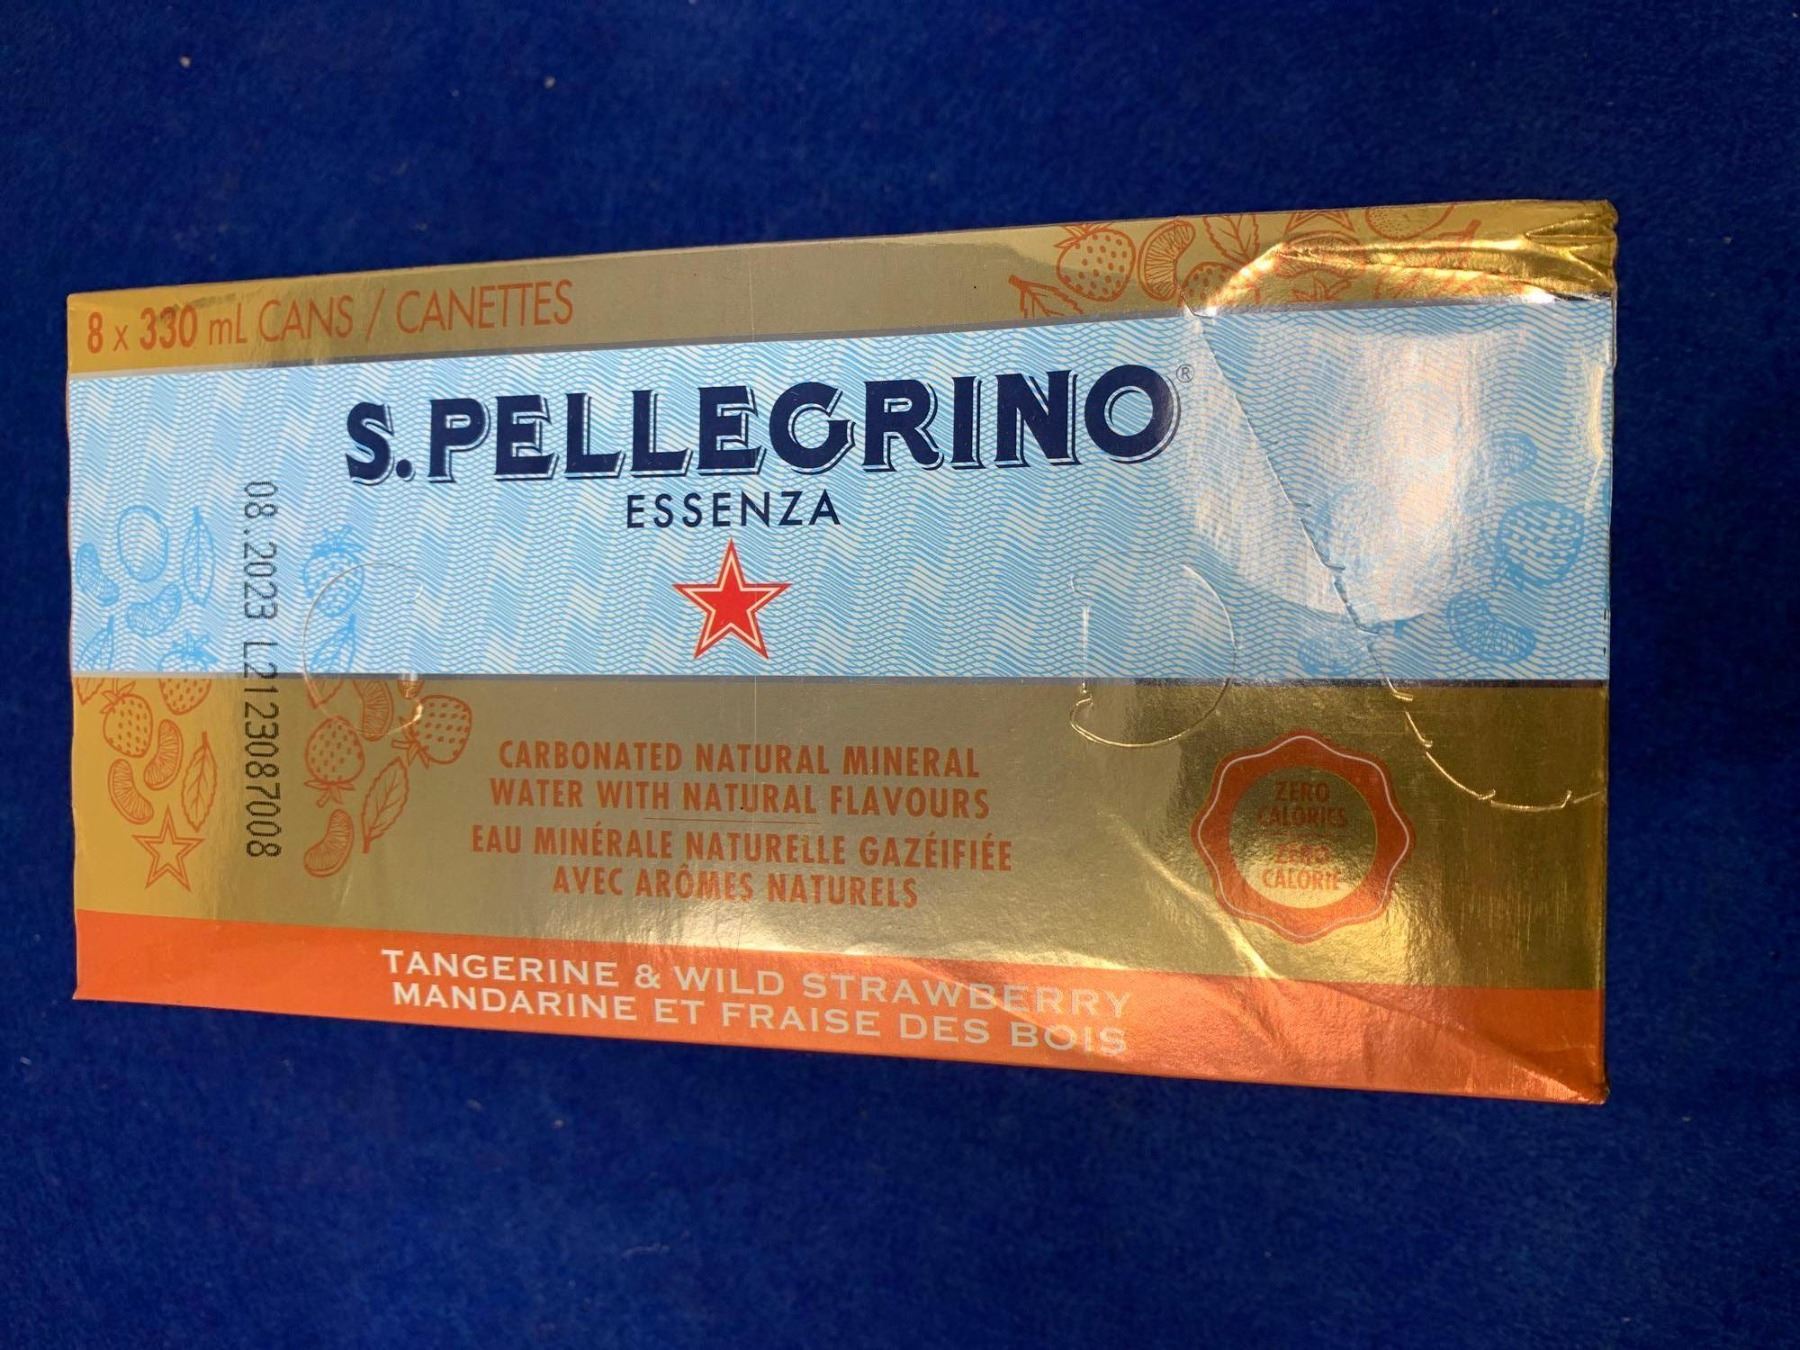 8 x 330 mL CANS / CANETTES
S.PELLEGRINO®
ESSENZA
08.2023 L2123087008
CARBONATED NATURAL MINERAL
WATER WITH NATURAL FLAVOURS
EAU MINÉRALE NATURELLE GAZÉIFIÉE
AVEC ARÔMES NATURELS
ZERO
CALORIES
ZERO
CALORIE
TANGERINE & WILD STRAWBERRY
MANDARINE ET FRAISE DES BOIS